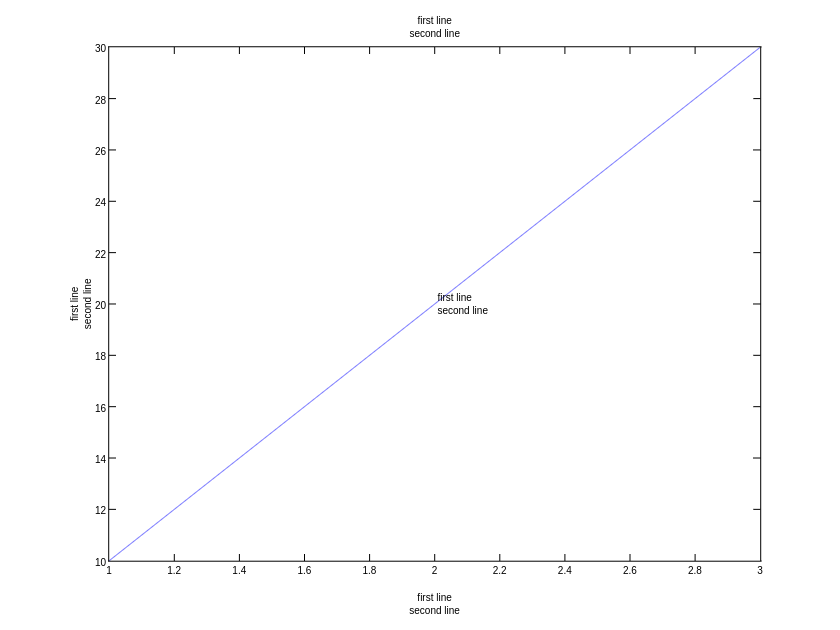 first line
second line
30
28
26
24
22
20
18
16
14
12
10
first line
second line
first line
second line
1 1.2 1.4 1.6 1.8 2 2.2 2.4 2.6 2.8 3
first line
second line